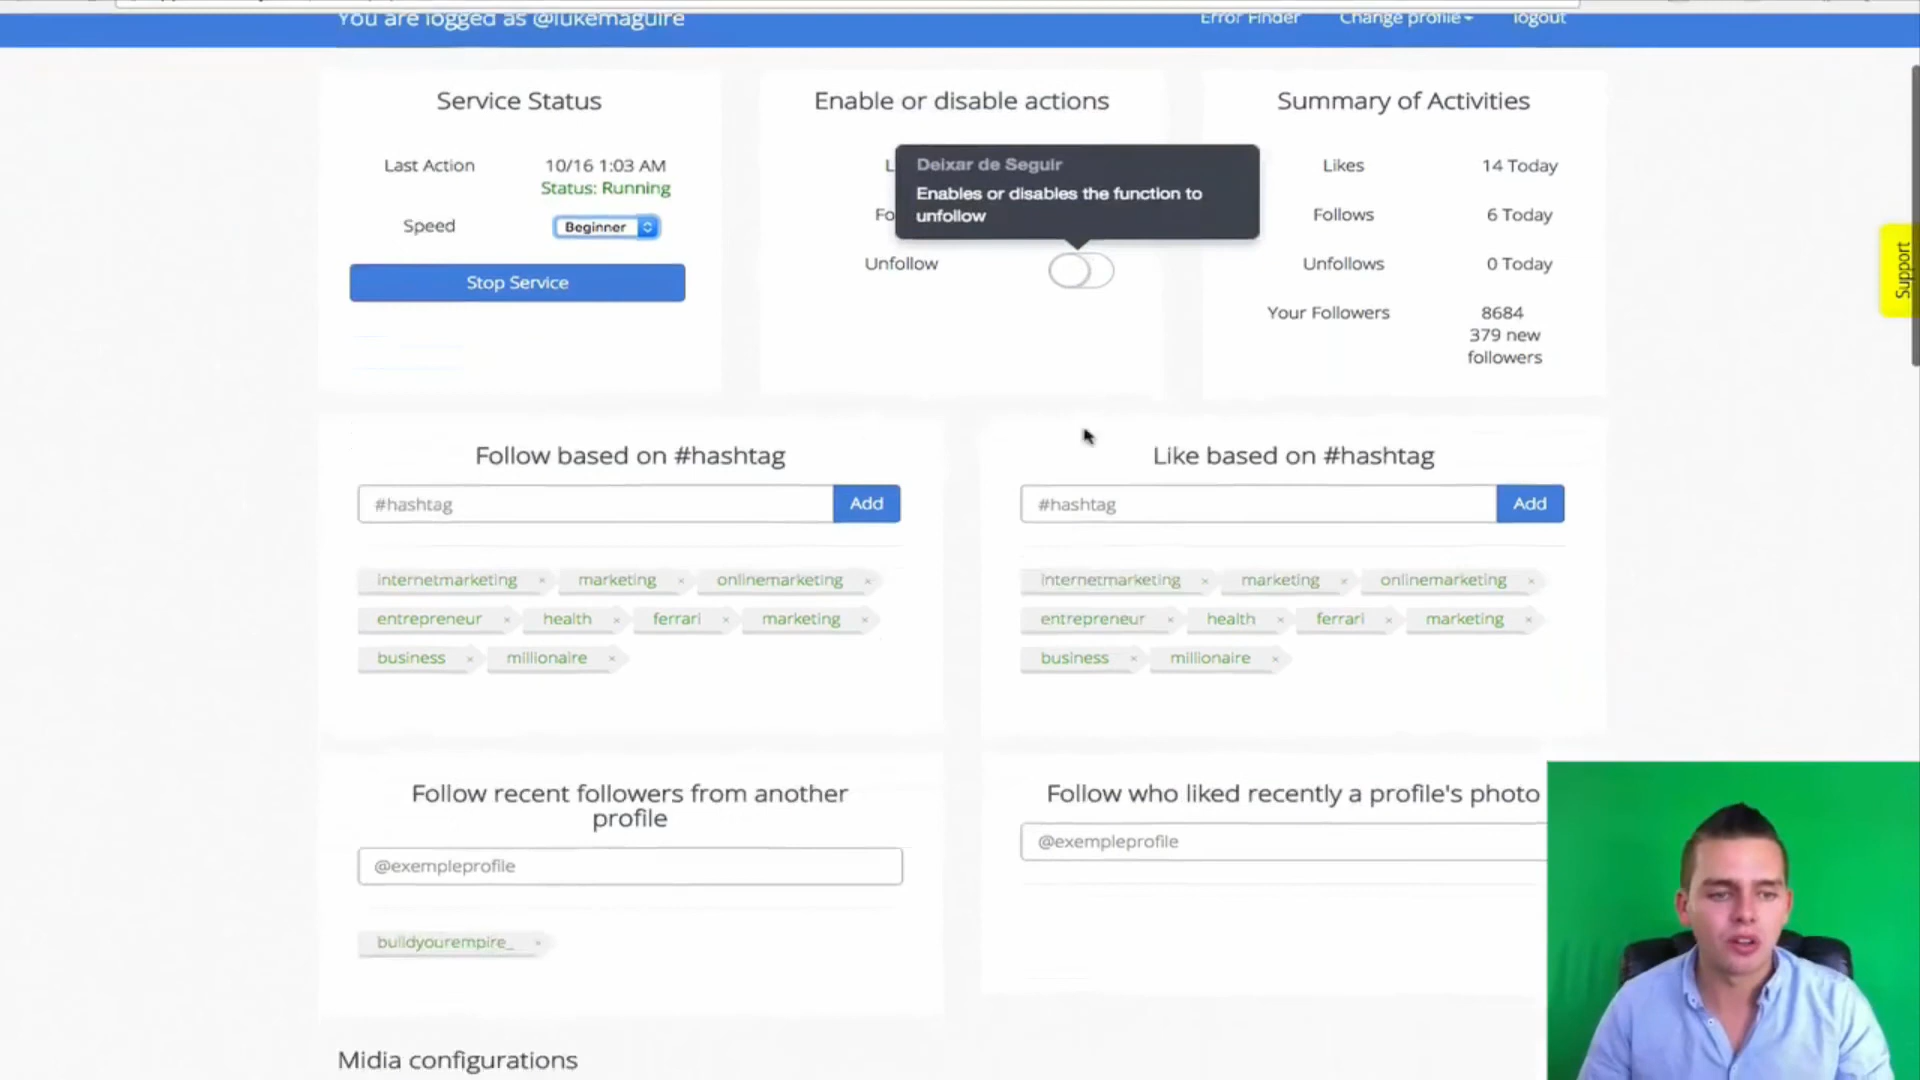 You are logged as @lukemaguire
Error Finder
Change profile
logout
Service Status
Last Action
10/16 1:03 AM
Status: Running
Speed
Beginner
Stop Service
Enable or disable actions
L
Fo
Deixar de Seguir
Enables or disables the function to
unfollow
Unfollow
Summary of Activities
Likes
14 Today
Follows
6 Today
Unfollows
0 Today
Your Followers
8684
379 new
followers
Support
Follow based on #hashtag
#hashtag
Add
internetmarketing × marketing × onlinemarketing ×
entrepreneur × health × ferrari × marketing ×
business × millionaire ×
Like based on #hashtag
#hashtag
Add
internetmarketing × marketing × onlinemarketing ×
entrepreneur × health × ferrari × marketing ×
business × millionaire ×
Follow recent followers from another
profile
@exempleprofile
buildyourempire_ ×
Follow who liked recently a profile's photo
@exempleprofile
Midia configurations